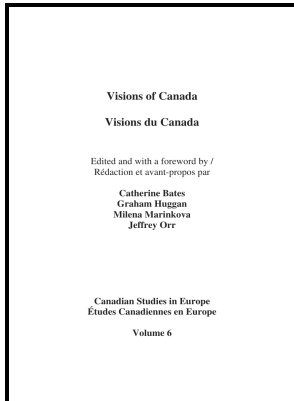 Visions of Canada
Visions du Canada
Edited and with a foreword by /
Rédaction et avant-propos par
Catherine Bates
Graham Huggan
Milena Marinkova
Jeffrey Orr
Canadian Studies in Europe
Études Canadiennes en Europe
Volume 6